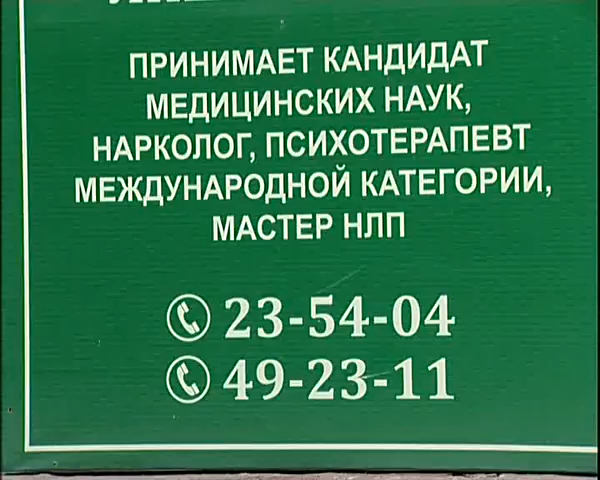 ПРИНИМАЕТ КАНДИДАТ
МЕДИЦИНСКИХ НАУК,
НАРКОЛОГ, ПСИХОТЕРАПЕВТ
МЕЖДУНАРОДНОЙ КАТЕГОРИИ,
МАСТЕР НЛП
23-54-04
49-23-11